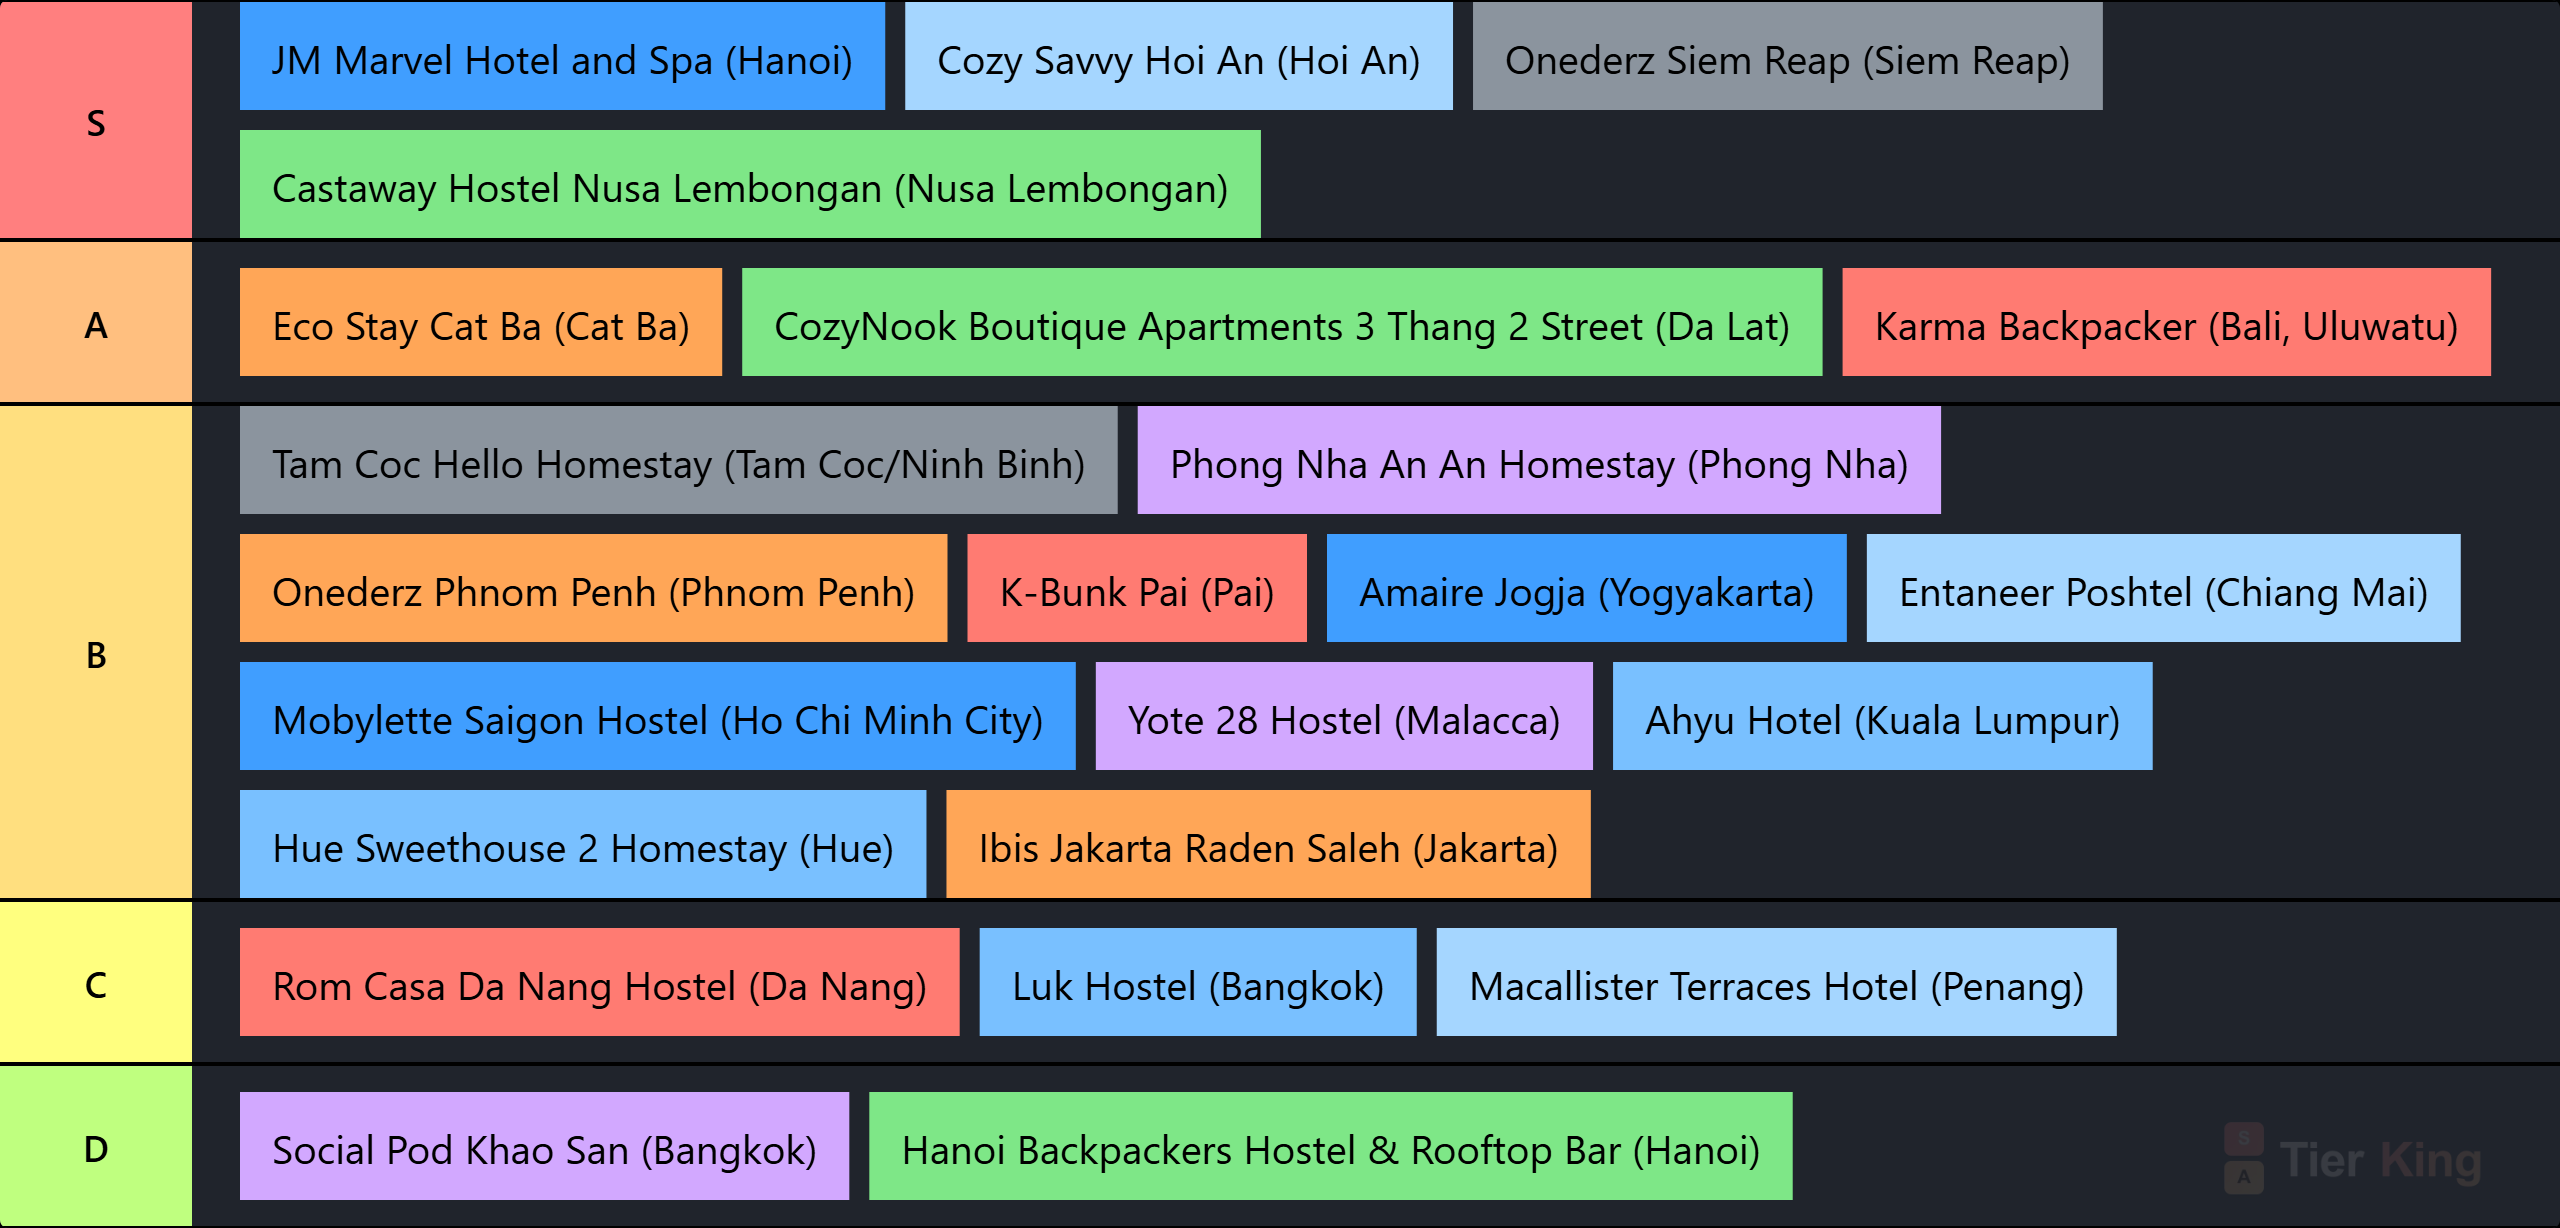 S
JM Marvel Hotel and Spa (Hanoi)
Cozy Savvy Hoi An (Hoi An)
Onederz Siem Reap (Siem Reap)
Castaway Hostel Nusa Lembongan (Nusa Lembongan)
A
Eco Stay Cat Ba (Cat Ba)
CozyNook Boutique Apartments 3 Thang 2 Street (Da Lat)
Karma Backpacker (Bali, Uluwatu)
B
Tam Coc Hello Homestay (Tam Coc/Ninh Binh)
Phong Nha An An Homestay (Phong Nha)
Onederz Phnom Penh (Phnom Penh)
K-Bunk Pai (Pai)
Amaire Jogja (Yogyakarta)
Entaneer Poshtel (Chiang Mai)
Mobylette Saigon Hostel (Ho Chi Minh City)
Yote 28 Hostel (Malacca)
Ahyu Hotel (Kuala Lumpur)
Hue Sweethouse 2 Homestay (Hue)
Ibis Jakarta Raden Saleh (Jakarta)
C
Rom Casa Da Nang Hostel (Da Nang)
Luk Hostel (Bangkok)
Macallister Terraces Hotel (Penang)
D
Social Pod Khao San (Bangkok)
Hanoi Backpackers Hostel & Rooftop Bar (Hanoi)
S
A
Tier King